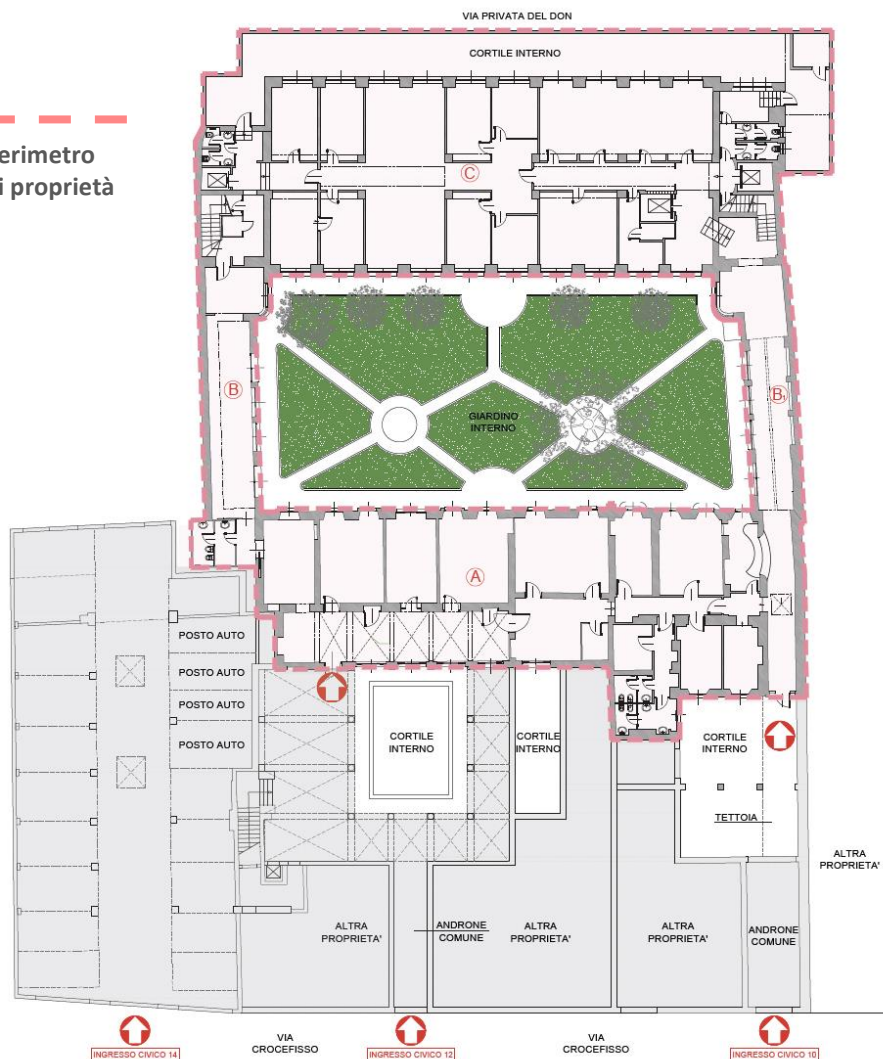 VIA PRIVATA DEL DON
CORTILE INTERNO
erimetro
i proprietà
C
B
GIARDINO
INTERNO
B1
A
POSTO AUTO
POSTO AUTO
POSTO AUTO
POSTO AUTO
CORTILE
INTERNO
CORTILE
INTERNO
CORTILE
INTERNO
TETTOIA
ALTRA
PROPRIETA'
ALTRA
PROPRIETA'
ANDRONE
COMUNE
ALTRA
PROPRIETA'
ALTRA
PROPRIETA'
ANDRONE
COMUNE
INGRESSO CIVICO 14
VIA
CROCEFISSO
INGRESSO CIVICO 12
VIA
CROCEFISSO
INGRESSO CIVICO 10